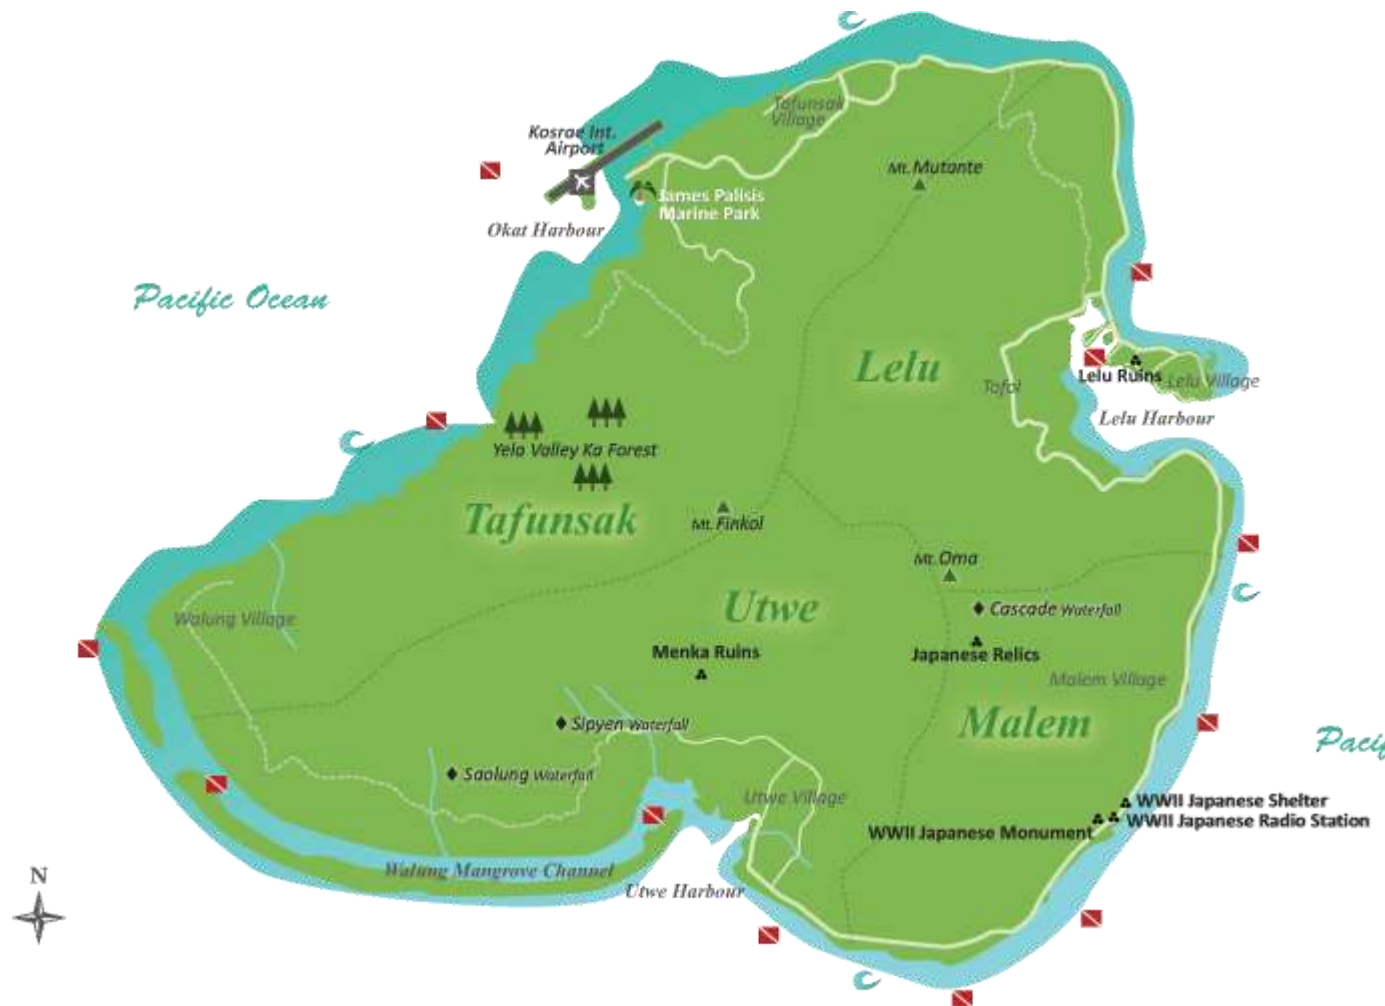 Tafunsak
Village
Kosrae Int.
Airport
Mt. Mutante
James Palisis
Marine Park
Okat Harbour
Pacific Ocean
Lelu
Tofol
Lelu Ruins
Lelu Village
Lelu Harbour
Yela Valley Ka Forest
Tafunsak
Mt. Finkol
Mt. Oma
Utwe
Cascade Waterfall
Walung Village
Menka Ruins
Japanese Relics
Malem Village
Malem
Sipyen Waterfall
Pacif
Saolung Waterfall
Utwe Village
WWII Japanese Shelter
WWII Japanese Radio Station
WWII Japanese Monument
Walung Mangrove Channel
Utwe Harbour
N